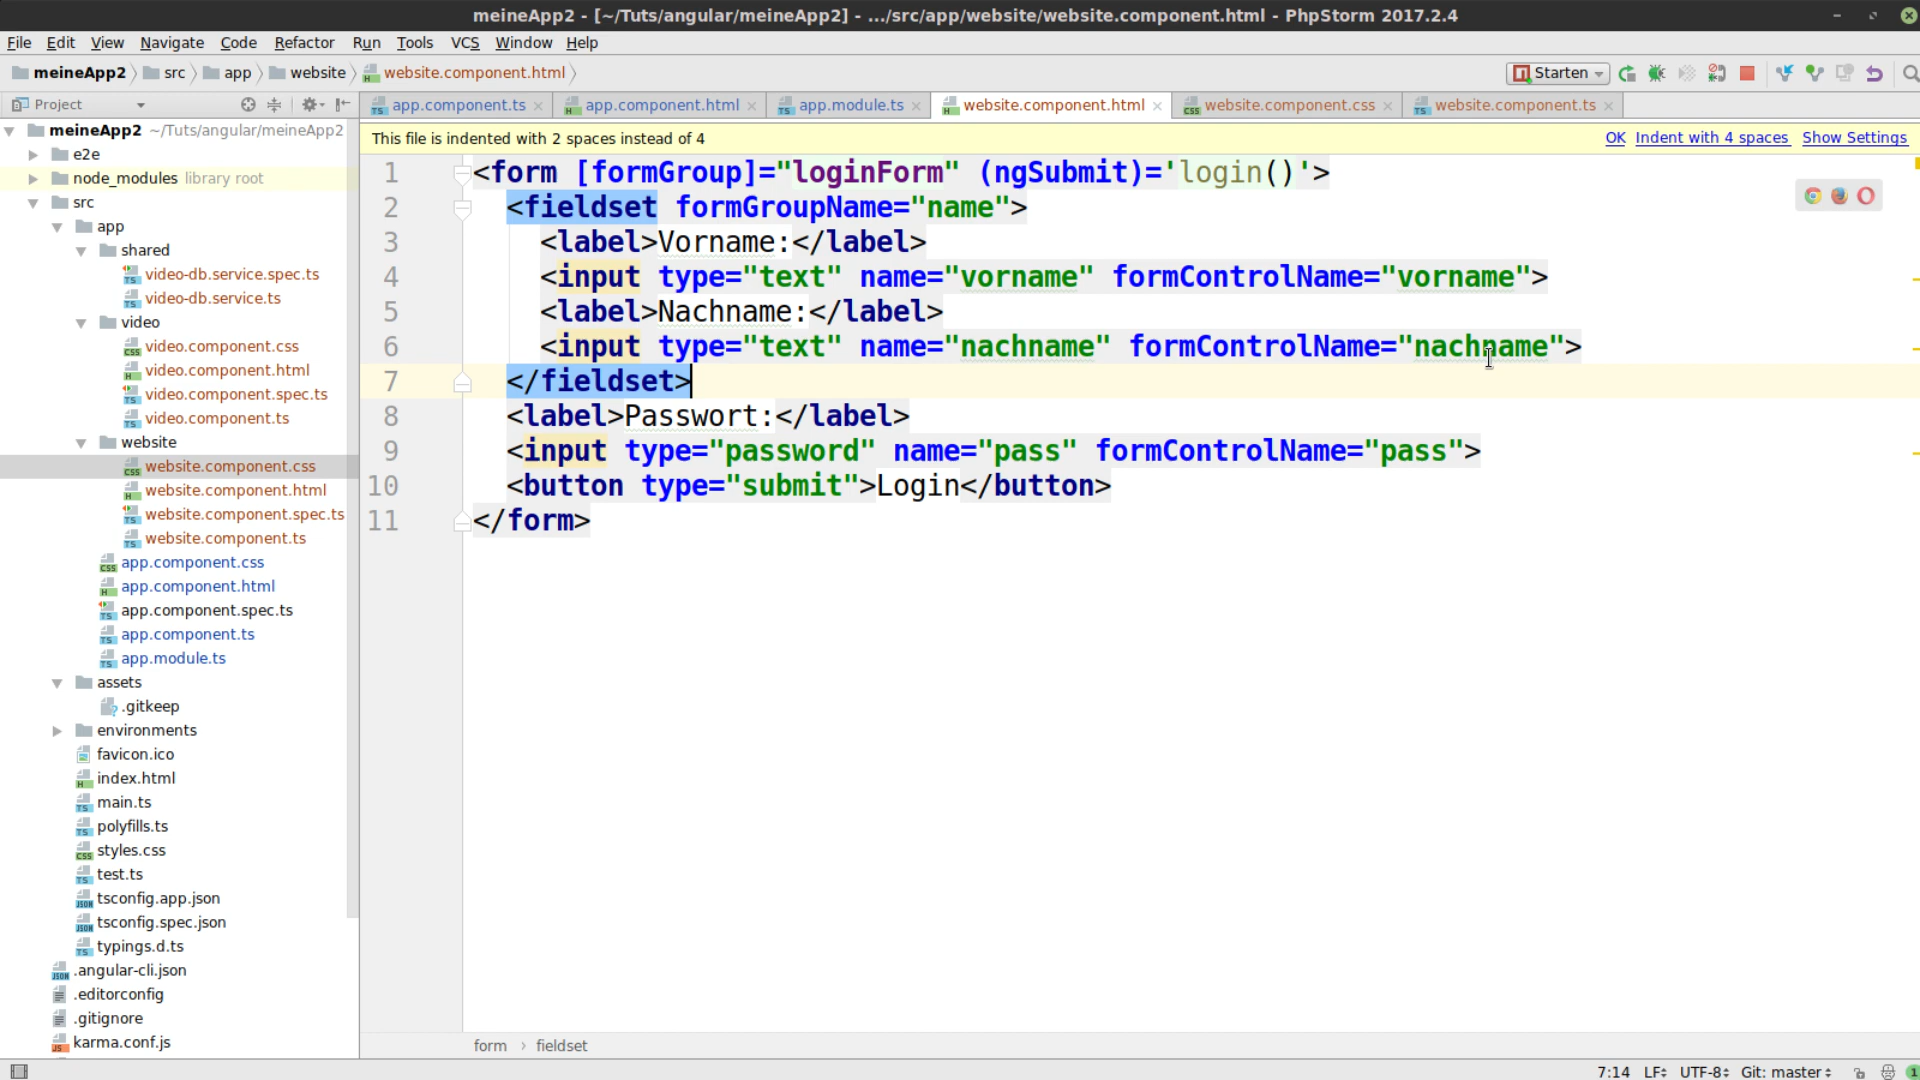 meineApp2 - [~/Tuts/angular/meineApp2] - .../src/app/website/website.component.html - PhpStorm 2017.2.4
File Edit View Navigate Code Refactor Run Tools VCS Window Help
meineApp2 src app website website.component.html Starten
Project
app.component.ts app.component.html app.module.ts website.component.html website.component.css website.component.ts
This file is indented with 2 spaces instead of 4 OK Indent with 4 spaces Show Settings
meineApp2 ~/Tuts/angular/meineApp2
e2e
node_modules library root
src
app
shared
video-db.service.spec.ts
video-db.service.ts
video
video.component.css
video.component.html
video.component.spec.ts
video.component.ts
website
website.component.css
website.component.html
website.component.spec.ts
website.component.ts
app.component.css
app.component.html
app.component.spec.ts
app.component.ts
app.module.ts
assets
.gitkeep
environments
favicon.ico
index.html
main.ts
polyfills.ts
styles.css
test.ts
tsconfig.app.json
tsconfig.spec.json
typings.d.ts
.angular-cli.json
.editorconfig
.gitignore
karma.conf.js
1 <form [formGroup]="loginForm" (ngSubmit)='login()'>
2 <fieldset formGroupName="name">
3 <label>Vorname:</label>
4 <input type="text" name="vorname" formControlName="vorname">
5 <label>Nachname:</label>
6 <input type="text" name="nachname" formControlName="nachname">
7 </fieldset>
8 <label>Passwort:</label>
9 <input type="password" name="pass" formControlName="pass">
10 <button type="submit">Login</button>
11 </form>
form › fieldset
7:14 LF UTF-8 Git: master 1